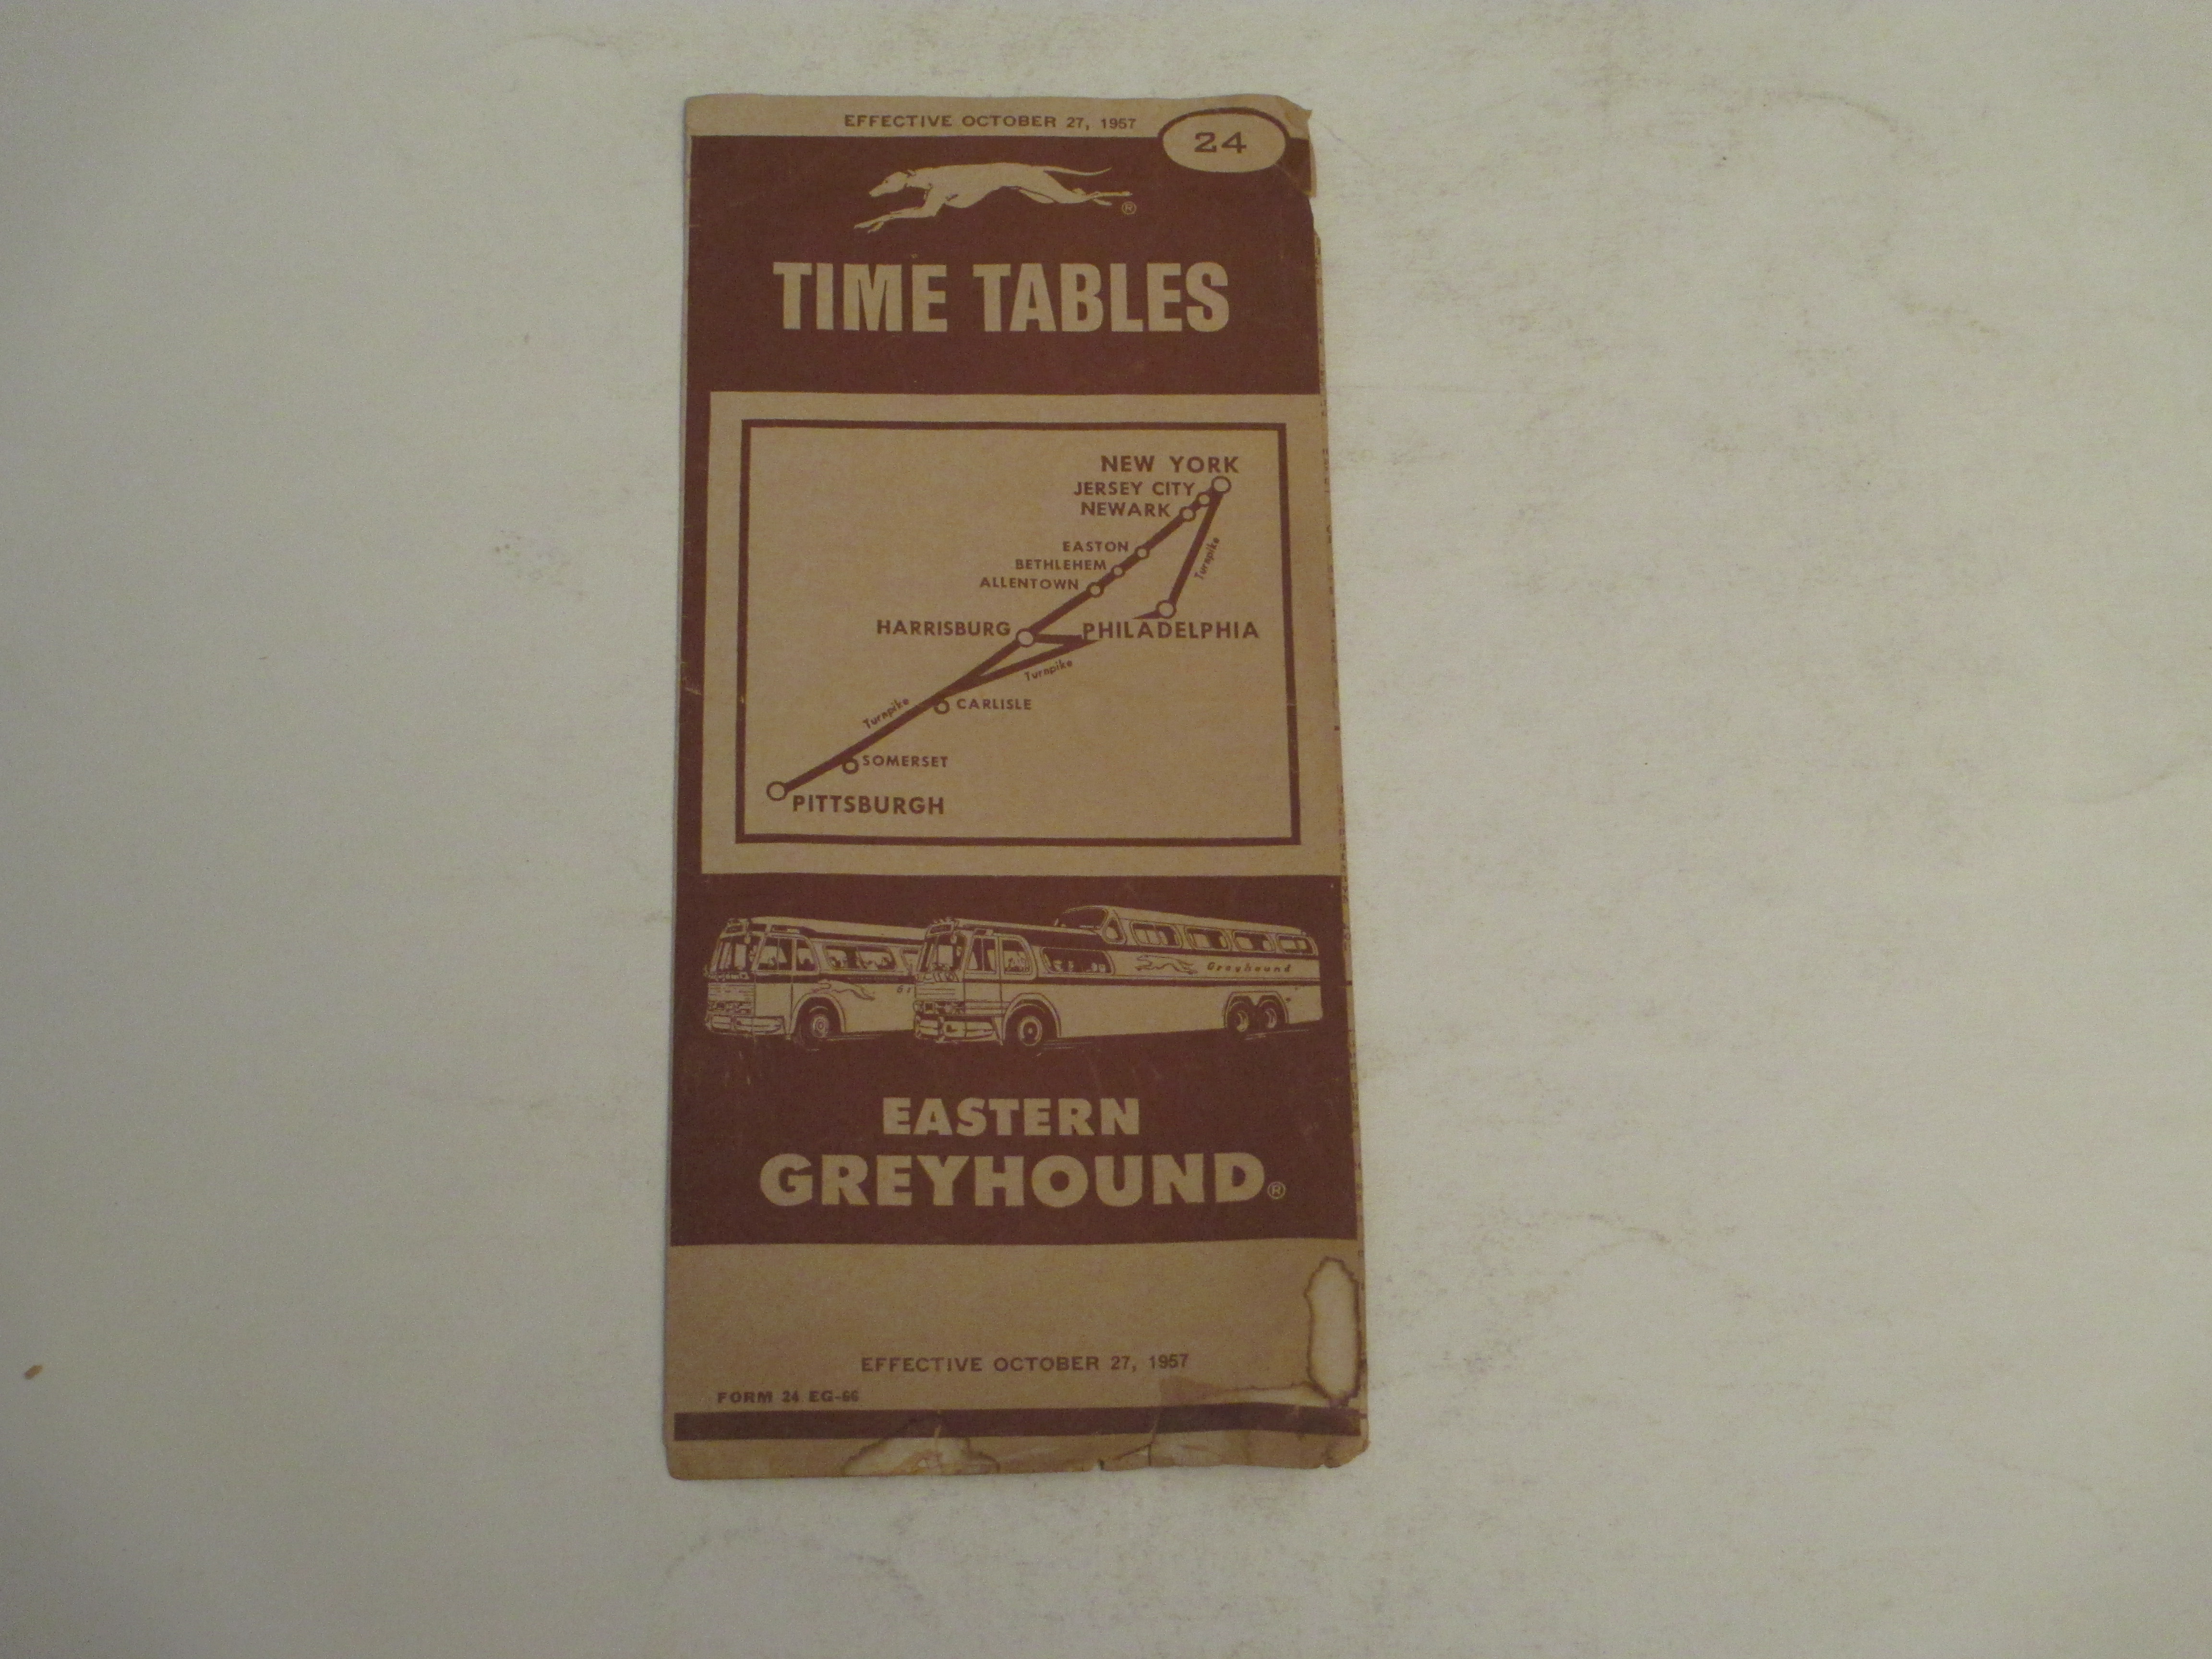 EFFECTIVE OCTOBER 27, 1957
24
®
TIME TABLES
NEW YORK
JERSEY CITY
NEWARK
EASTON
Turnpike
BETHLEHEM
ALLENTOWN
HARRISBURG
PHILADELPHIA
Turnpike
Turnpike
CARLISLE
SOMERSET
PITTSBURGH
Greyhound
EASTERN
GREYHOUND®
EFFECTIVE OCTOBER 27, 1957
FORM 24 EG-66